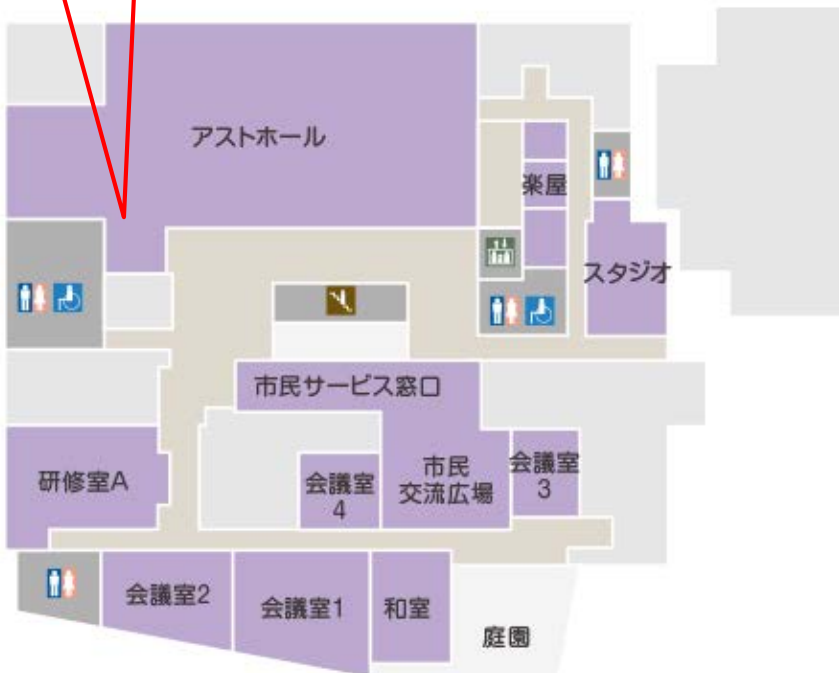 アストホール
楽屋
スタジオ
市民サービス窓口
研修室A
会議室
4
市民
交流広場
会議室
3
会議室2
会議室1
和室
庭園